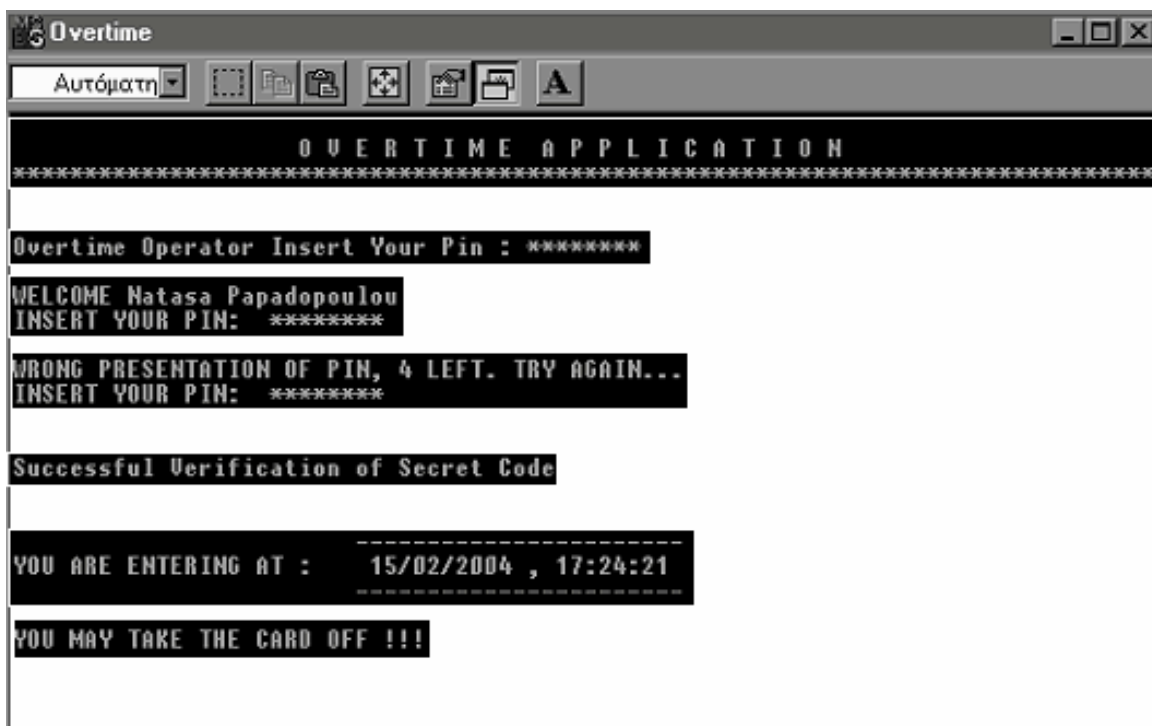 Overtime
Αυτόματη
A
O V E R T I M E A P P L I C A T I O N
********************************************************************************
Overtime Operator Insert Your Pin : ********
WELCOME Natasa Papadopoulou
INSERT YOUR PIN: ********
WRONG PRESENTATION OF PIN, 4 LEFT. TRY AGAIN...
INSERT YOUR PIN: ********
Successful Verification of Secret Code
-----------------------
YOU ARE ENTERING AT : 15/02/2004 , 17:24:21
-----------------------
YOU MAY TAKE THE CARD OFF !!!